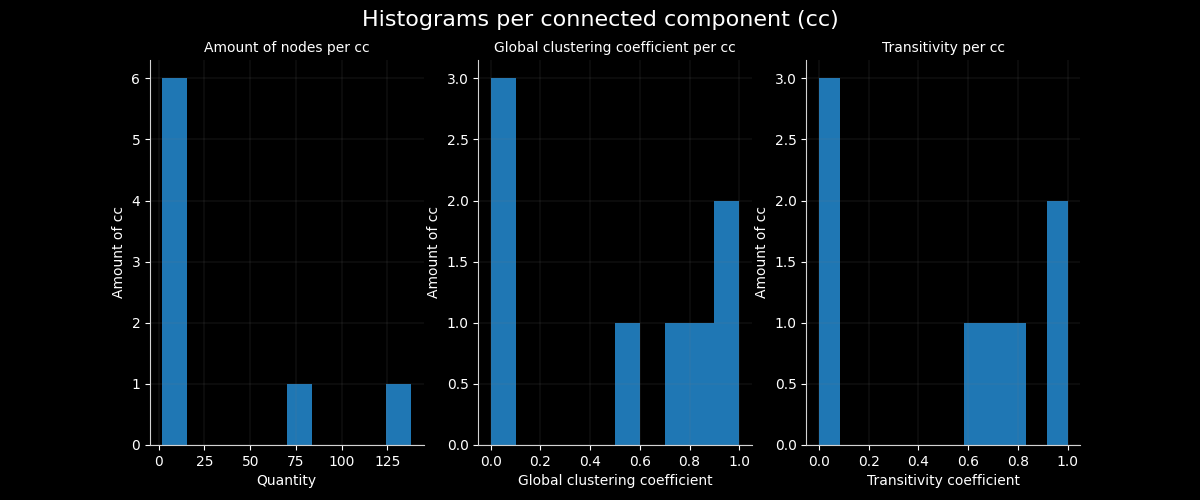 Histograms per connected component (cc)
Amount of nodes per cc
Amount of cc
6
5
4
3
2
1
0
0 25 50 75 100 125
Quantity
Global clustering coefficient per cc
Amount of cc
3.0
2.5
2.0
1.5
1.0
0.5
0.0
0.0 0.2 0.4 0.6 0.8 1.0
Global clustering coefficient
Transitivity per cc
Amount of cc
3.0
2.5
2.0
1.5
1.0
0.5
0.0
0.0 0.2 0.4 0.6 0.8 1.0
Transitivity coefficient